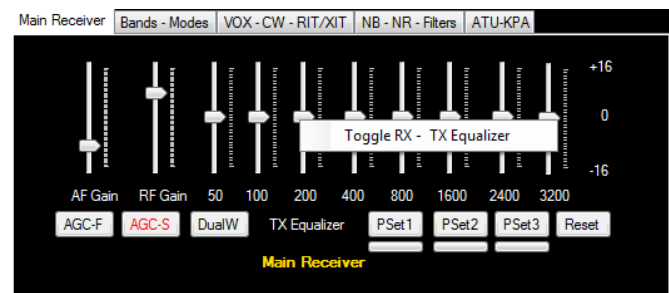 Main Receiver Bands - Modes VOX - CW - RIT/XIT NB - NR - Filters ATU-KPA
+16
0
Toggle RX - TX Equalizer
-16
AF Gain RF Gain 50 100 200 400 800 1600 2400 3200
AGC-F AGC-S DualW TX Equalizer PSet1 PSet2 PSet3 Reset
Main Receiver